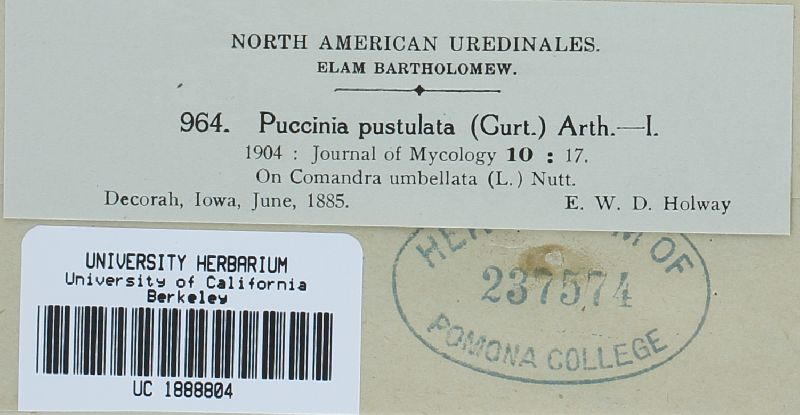 NORTH AMERICAN UREDINALES.
ELAM BARTHOLOMEW.
964. Puccinia pustulata (Curt.) Arth.—I.
1904 : Journal of Mycology 10 : 17.
On Comandra umbellata (L.) Nutt.
Decorah, Iowa, June, 1885. E. W. D. Holway
UNIVERSITY HERBARIUM
University of California
Berkeley
UC 1888804
OF
237574
POMONA COLLEGE